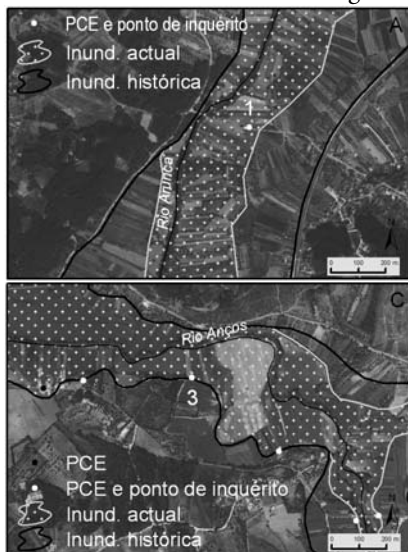 PCE e ponto de inquérito
A
Inund. actual
Inund. histórica
1
Rio Arunca
N
0 100 200 m
C
Rio Anços
3
PCE
PCE e ponto de inquérito
Inund. actual
Inund. histórica
N
0 100 200 m